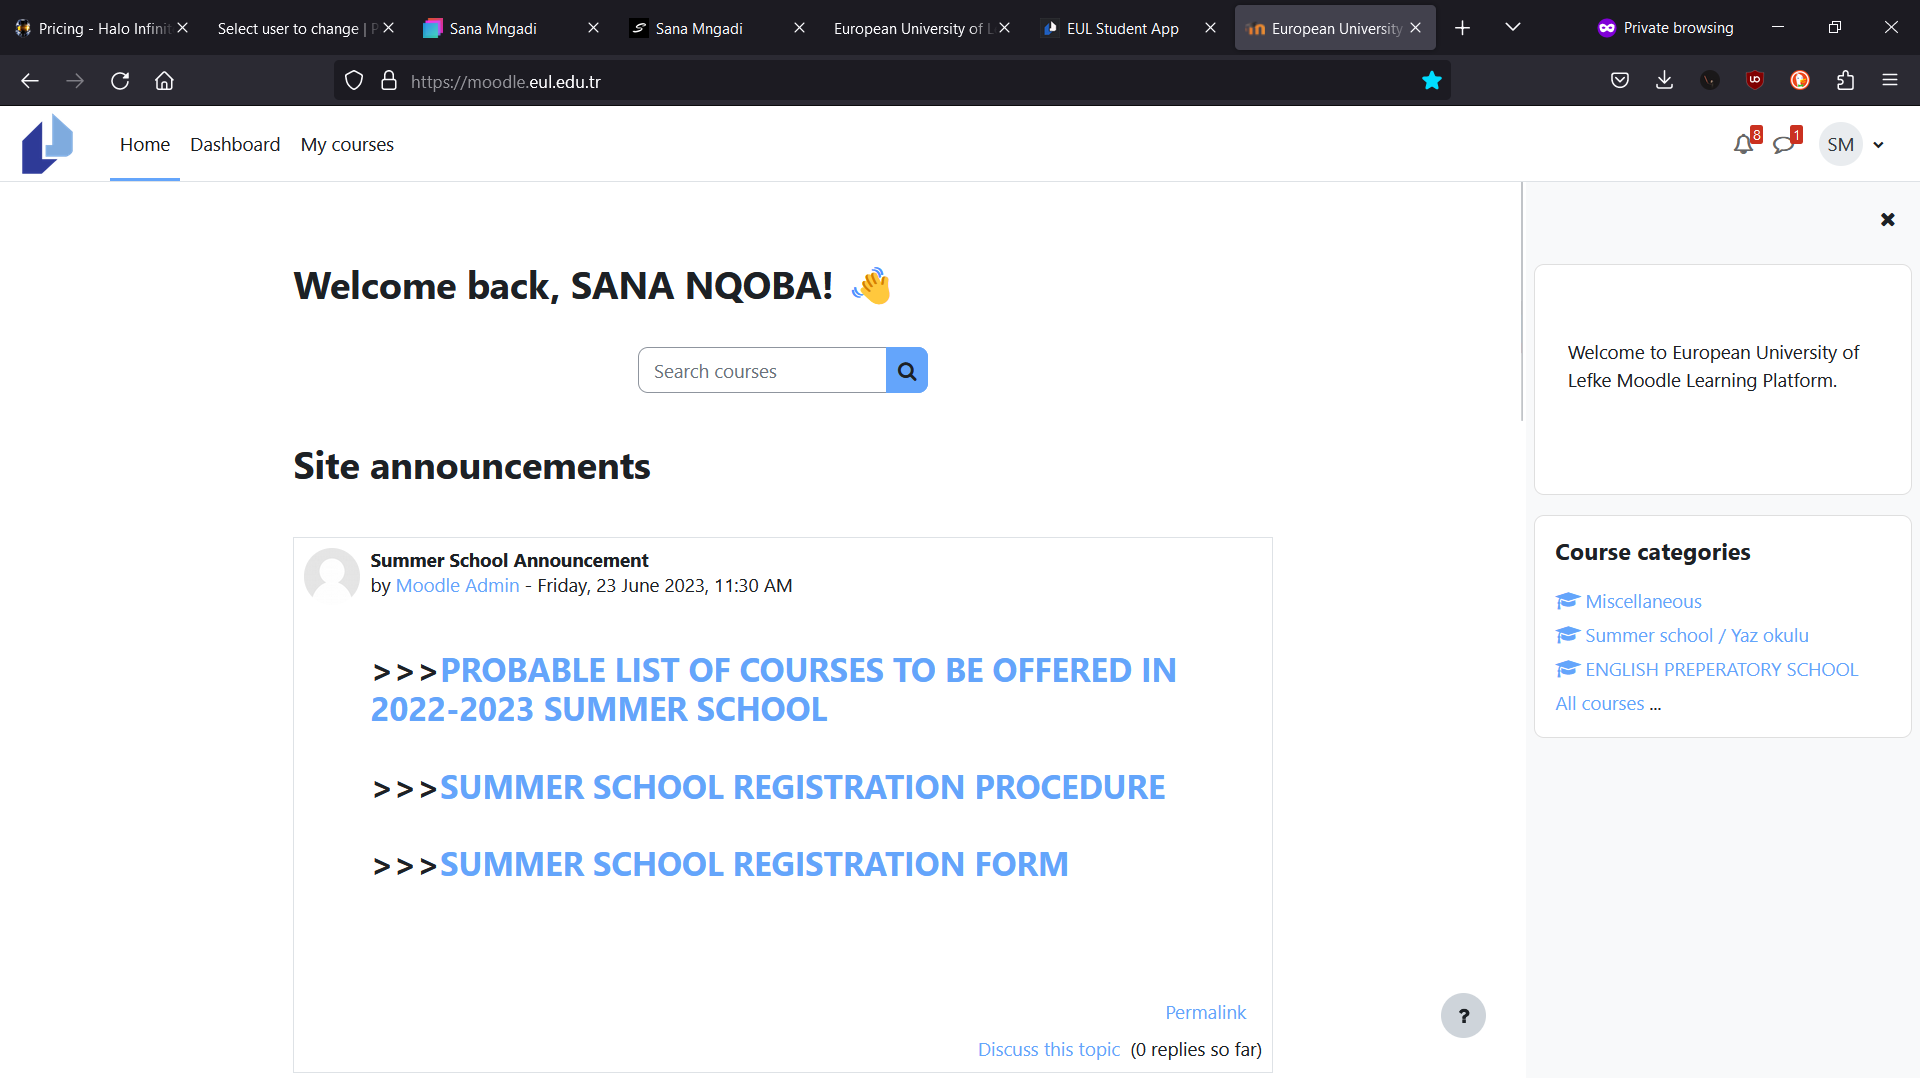 Pricing - Halo Infinit
Select user to change | P
Sana Mngadi
Sana Mngadi
European University of L
EUL Student App
European University
Private browsing
https://moodle.eul.edu.tr
Home
Dashboard
My courses
8
1
SM
Welcome back, SANA NQOBA! 👋
Search courses
Site announcements
Summer School Announcement
by Moodle Admin - Friday, 23 June 2023, 11:30 AM
>>>PROBABLE LIST OF COURSES TO BE OFFERED IN
2022-2023 SUMMER SCHOOL
>>>SUMMER SCHOOL REGISTRATION PROCEDURE
>>>SUMMER SCHOOL REGISTRATION FORM
Permalink
Discuss this topic (0 replies so far)
?
Welcome to European University of
Lefke Moodle Learning Platform.
Course categories
Miscellaneous
Summer school / Yaz okulu
ENGLISH PREPERATORY SCHOOL
All courses ...